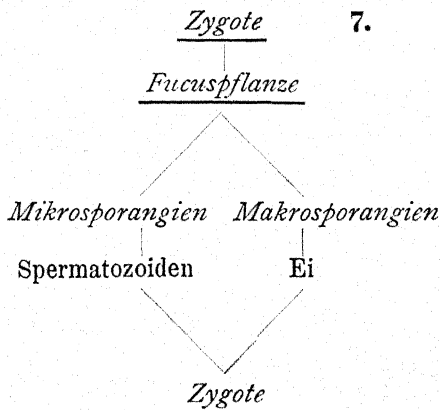 Zygote 7.
Fucuspflanze
Mikrosporangien Makrosporangien
Spermatozoiden Ei
Zygote